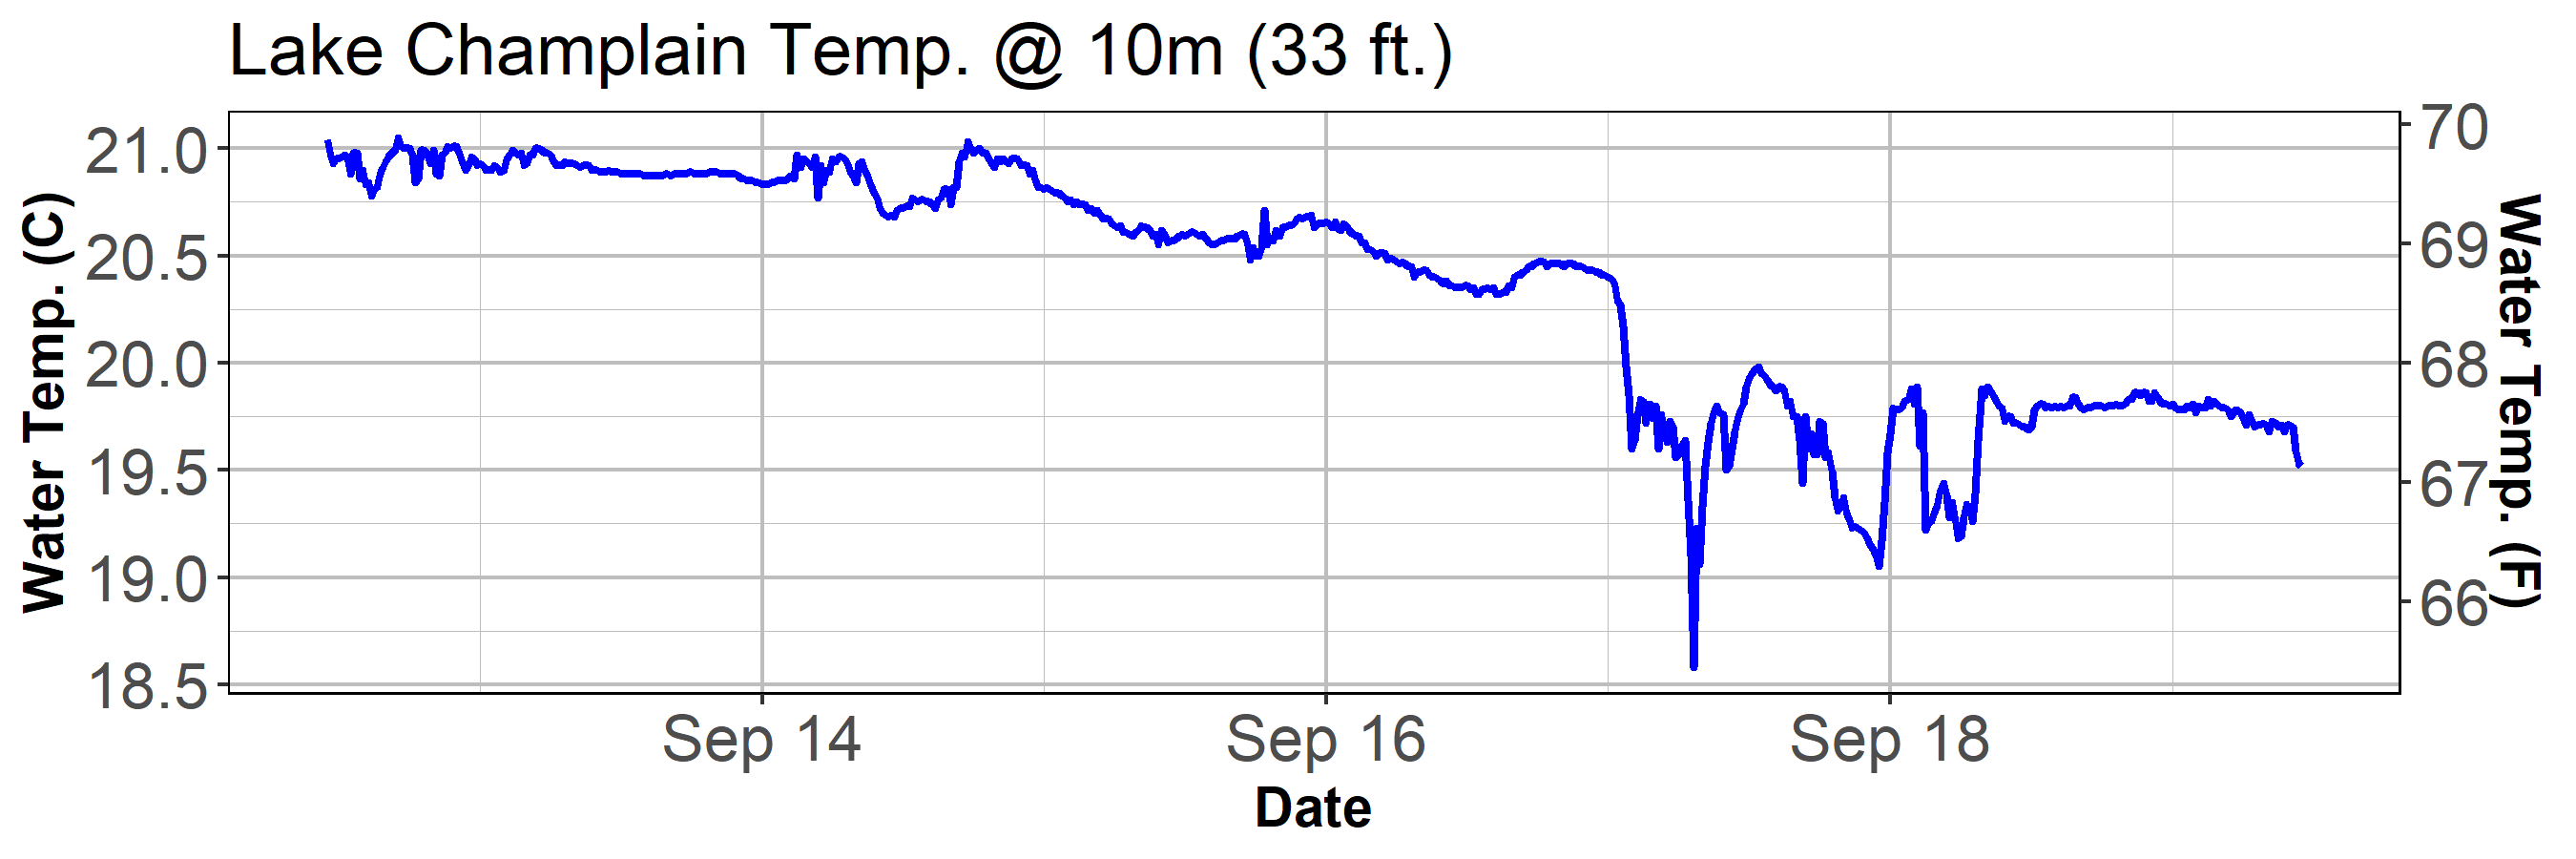 Lake Champlain Temp. @ 10m (33 ft.)
Water Temp. (C)
21.0
20.5
20.0
19.5
19.0
18.5
70
69
68
67
66
Water Temp. (F)
Sep 14
Sep 16
Sep 18
Date